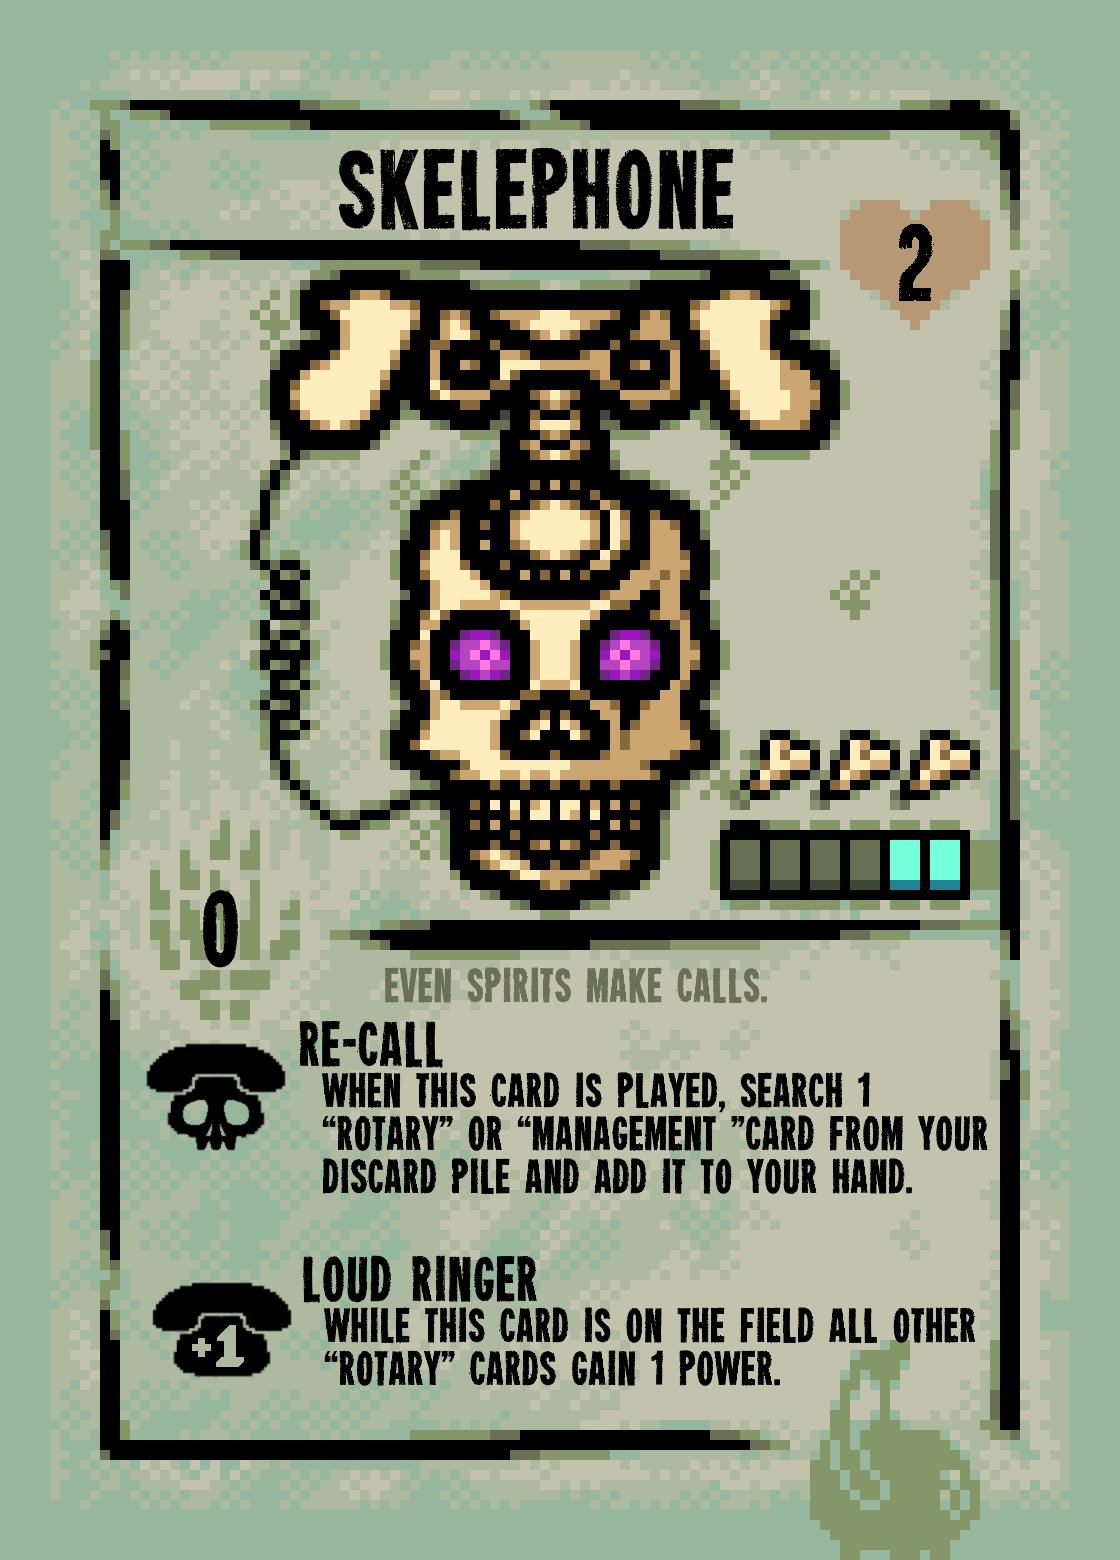 SKELEPHONE
2
0
EVEN SPIRITS MAKE CALLS.
RE-CALL
WHEN THIS CARD IS PLAYED, SEARCH 1
“ROTARY” OR “MANAGEMENT ”CARD FROM YOUR
DISCARD PILE AND ADD IT TO YOUR HAND.
LOUD RINGER
+1
WHILE THIS CARD IS ON THE FIELD ALL OTHER
“ROTARY” CARDS GAIN 1 POWER.